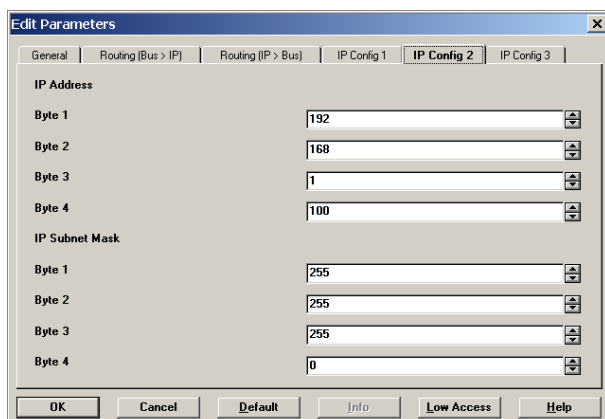 Edit Parameters
General Routing (Bus > IP) Routing (IP > Bus) IP Config 1 IP Config 2 IP Config 3
IP Address
Byte 1 192
Byte 2 168
Byte 3 1
Byte 4 100
IP Subnet Mask
Byte 1 255
Byte 2 255
Byte 3 255
Byte 4 0
OK Cancel Default Info Low Access Help